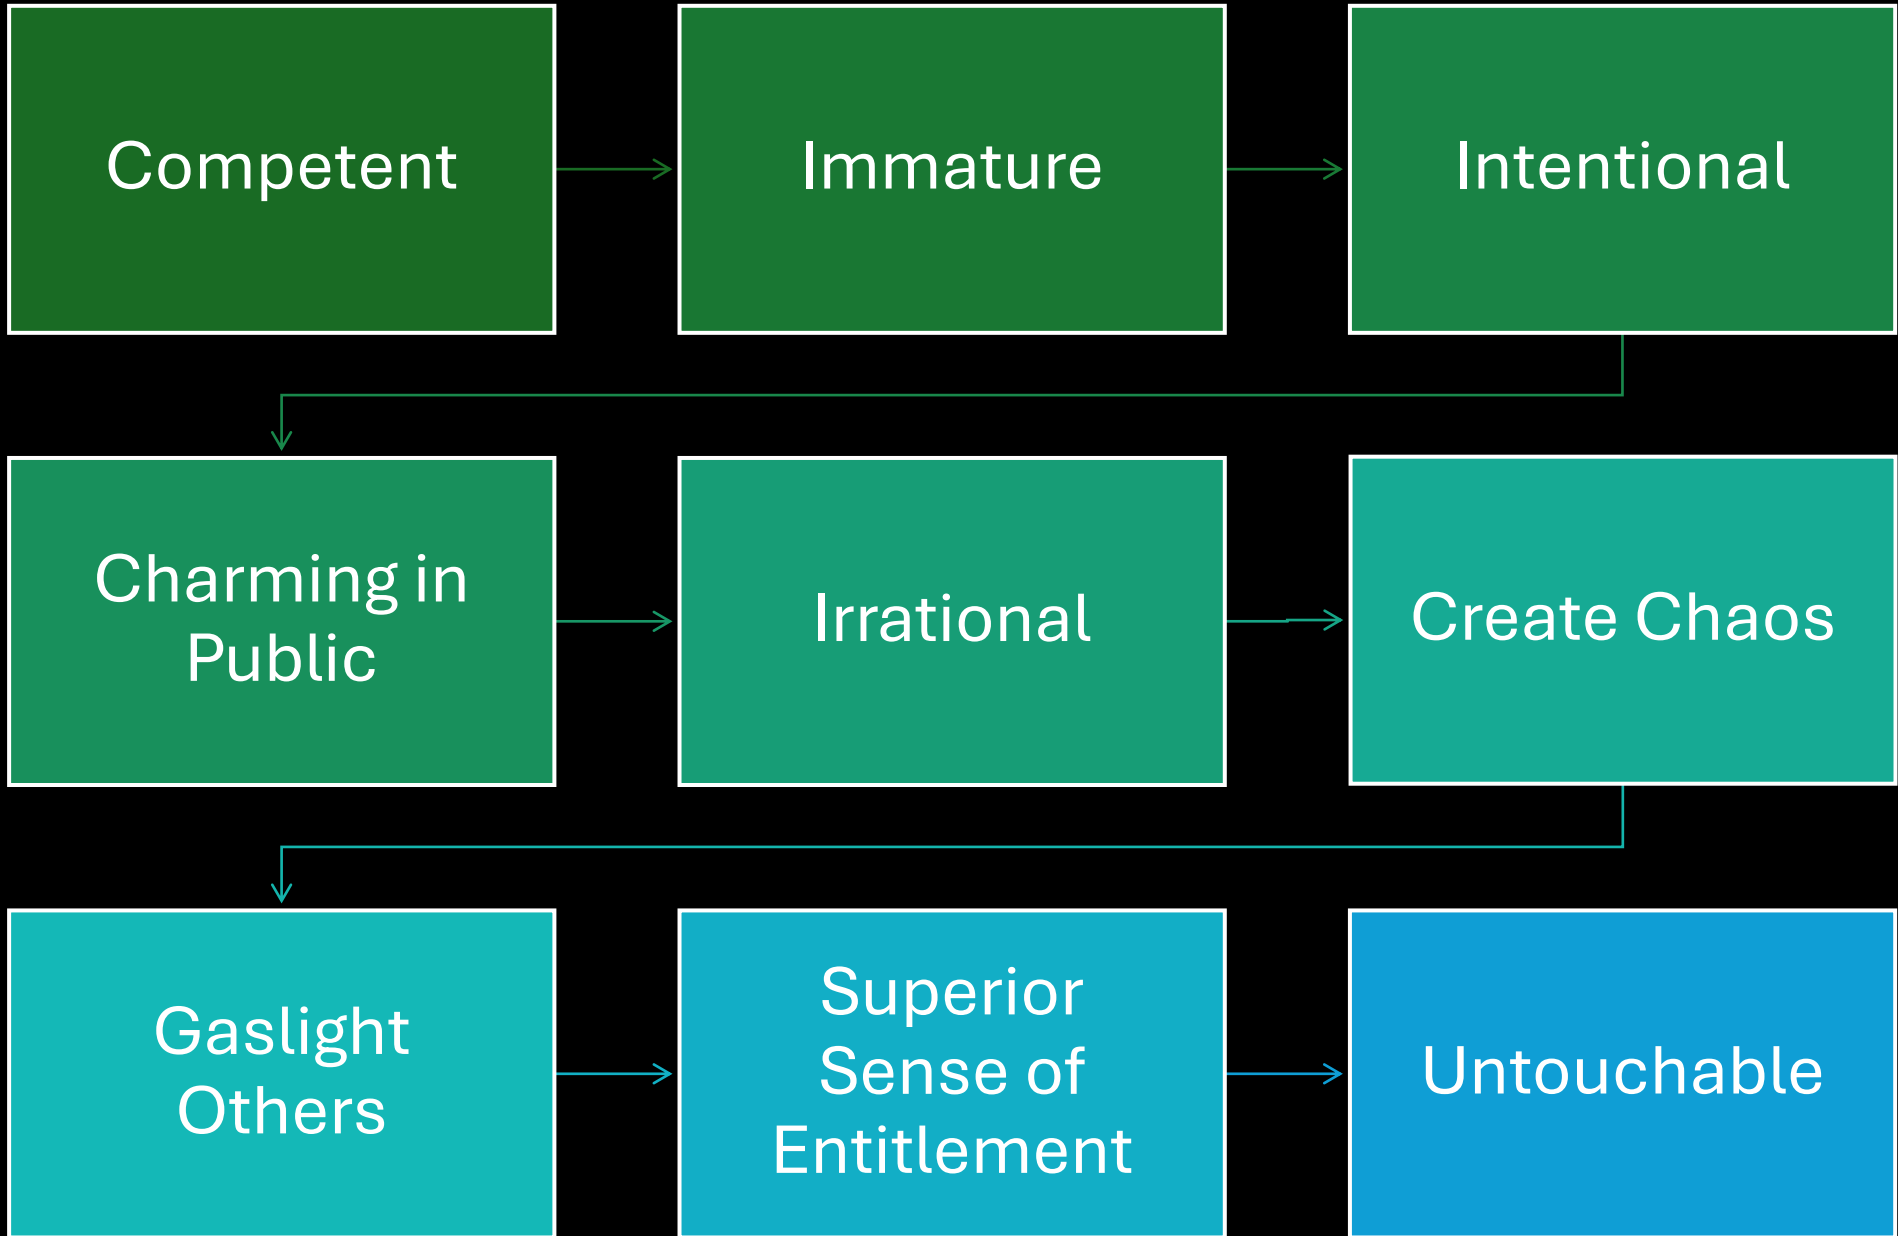 Competent
Immature
Intentional
Charming in
Public
Irrational
Create Chaos
Gaslight
Others
Superior
Sense of
Entitlement
Untouchable